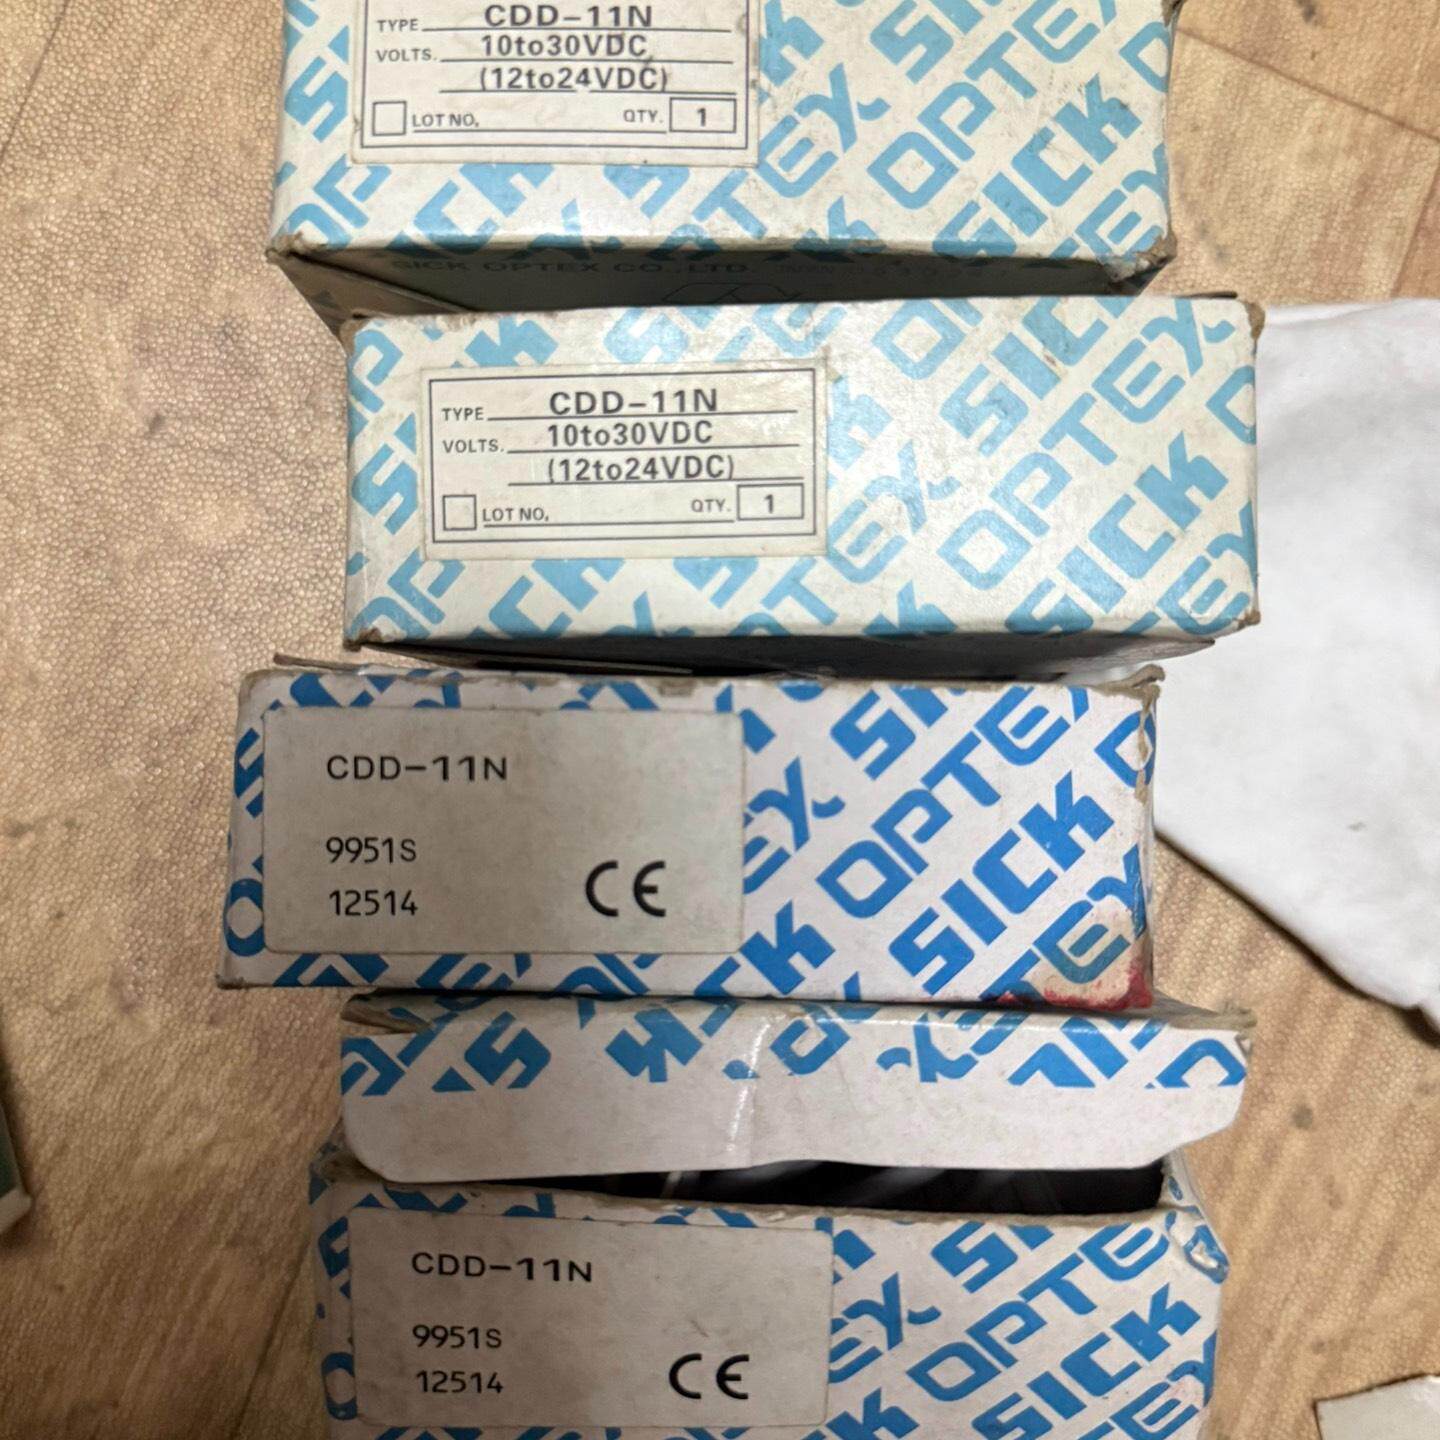 TYPE CDD-11N
VOLTS. 10to30VDC
(12to24VDC)
LOT NO. QTY. 1
SICK OPTEX
SICK OPTEX CO., LTD.
TYPE CDD-11N
VOLTS. 10to30VDC
(12to24VDC)
LOT NO. QTY. 1
SICK OPTEX
CDD-11N
9951S
12514
CE
SICK OPTEX
CDD-11N
9951S
12514
CE
SICK OPTEX